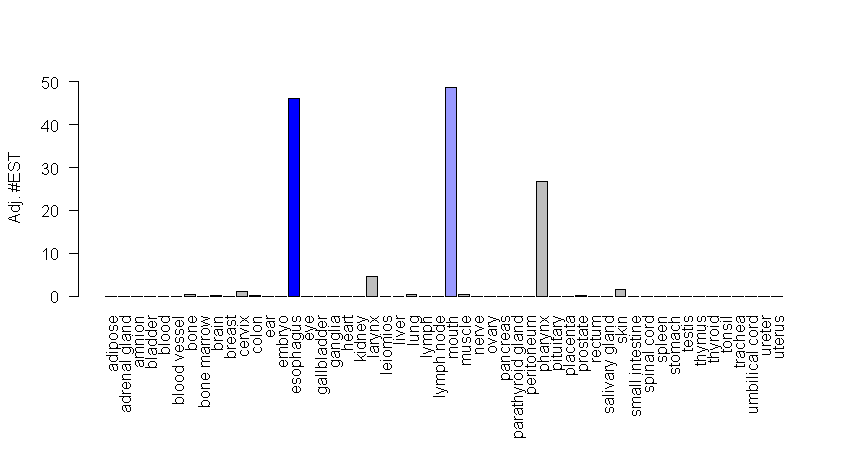 Adj. #EST
50
40
30
20
10
0
adipose
adrenal gland
amnion
bladder
blood
blood vessel
bone
bone marrow
brain
breast
cervix
colon
ear
embryo
esophagus
eye
gallbladder
ganglia
heart
kidney
larynx
leiomios
liver
lung
lymph
lymph node
mouth
muscle
nerve
ovary
pancreas
parathyroid gland
peritoneum
pharynx
pituitary
placenta
prostate
rectum
salivary gland
skin
small intestine
spinal cord
spleen
stomach
testis
thymus
thyroid
tonsil
trachea
umbilical cord
ureter
uterus